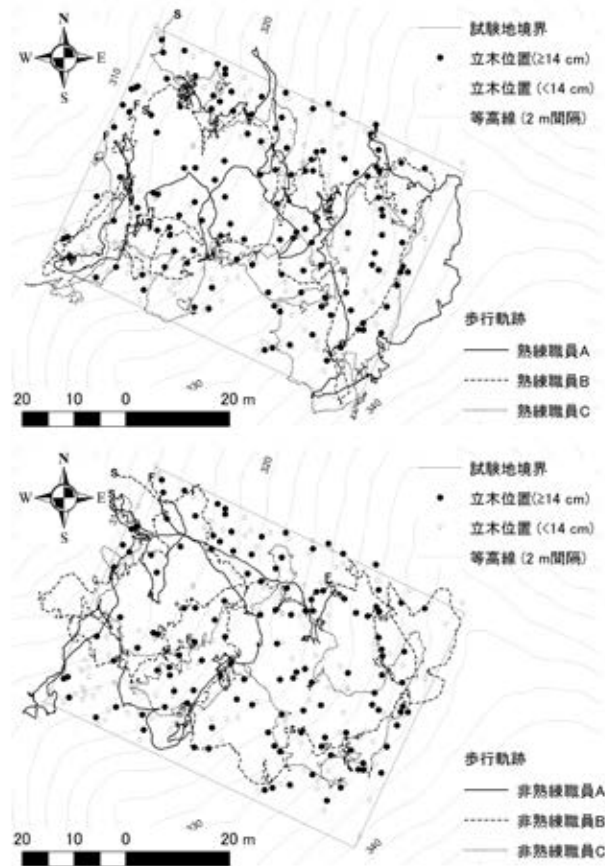 S
320
N
W E
S
310
F
F
試験地境界
立木位置(≥14 cm)
立木位置(<14 cm)
等高線(2 m間隔)
歩行軌跡
熟練職員A
熟練職員B
熟練職員C
330
340
20 10 0 20 m
S F
320
N
W E
S
試験地境界
立木位置(≥14 cm)
立木位置(<14 cm)
等高線(2 m間隔)
歩行軌跡
非熟練職員A
非熟練職員B
非熟練職員C
330
340
20 10 0 20 m